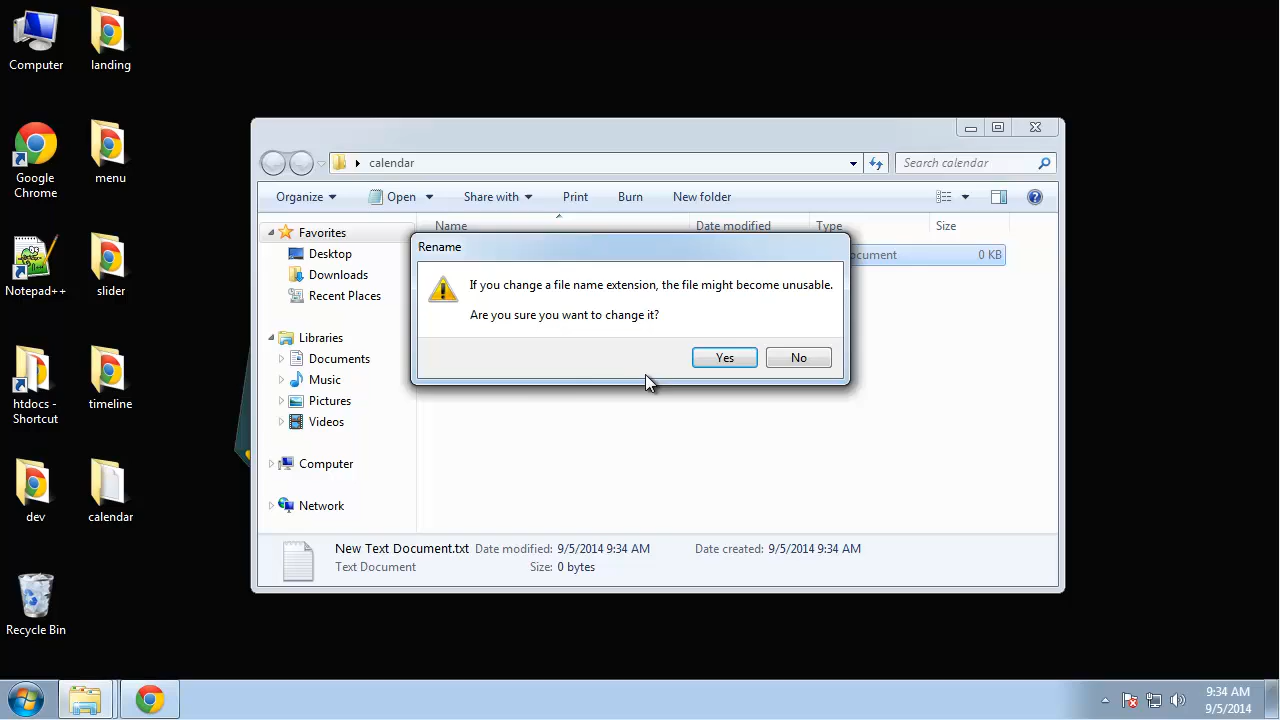 Computer
landing
Google Chrome
menu
Notepad++
slider
htdocs - Shortcut
timeline
dev
calendar
Recycle Bin
calendar
Search calendar
Organize
Open
Share with
Print
Burn
New folder
Favorites
Desktop
Downloads
Recent Places
Libraries
Documents
Music
Pictures
Videos
Computer
Network
Name
Date modified
Type
Size
0 KB
Rename
If you change a file name extension, the file might become unusable.
Are you sure you want to change it?
Yes
No
New Text Document.txt
Date modified: 9/5/2014 9:34 AM
Date created: 9/5/2014 9:34 AM
Text Document
Size: 0 bytes
9:34 AM
9/5/2014